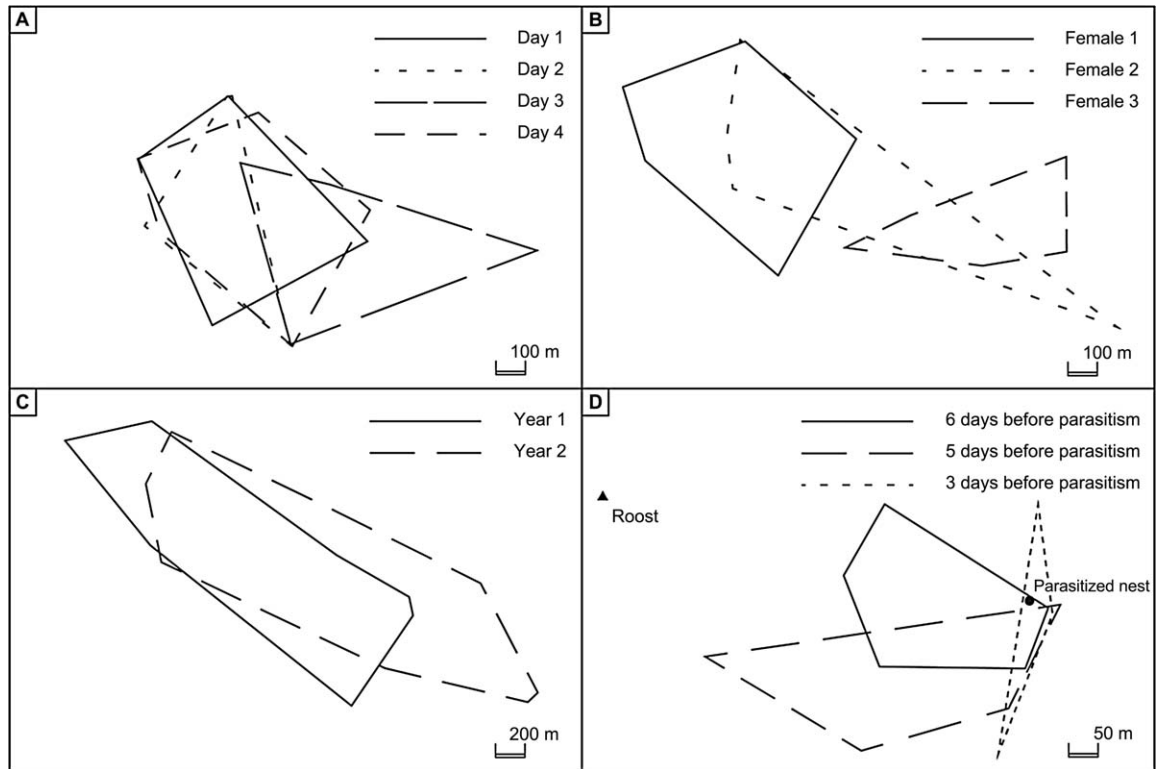 A
Day 1
Day 2
Day 3
Day 4
100 m
B
Female 1
Female 2
Female 3
100 m
C
Year 1
Year 2
200 m
D
6 days before parasitism
5 days before parasitism
3 days before parasitism
Roost
Parasitized nest
50 m